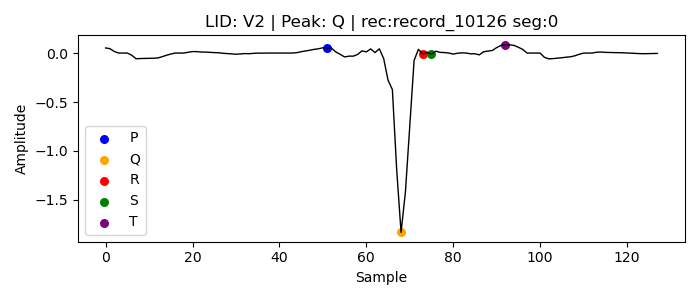 LID: V2 | Peak: Q | rec:record_10126 seg:0
Amplitude
0.0
−0.5
−1.0
−1.5
P
Q
R
S
T
0 20 40 60 80 100 120
Sample